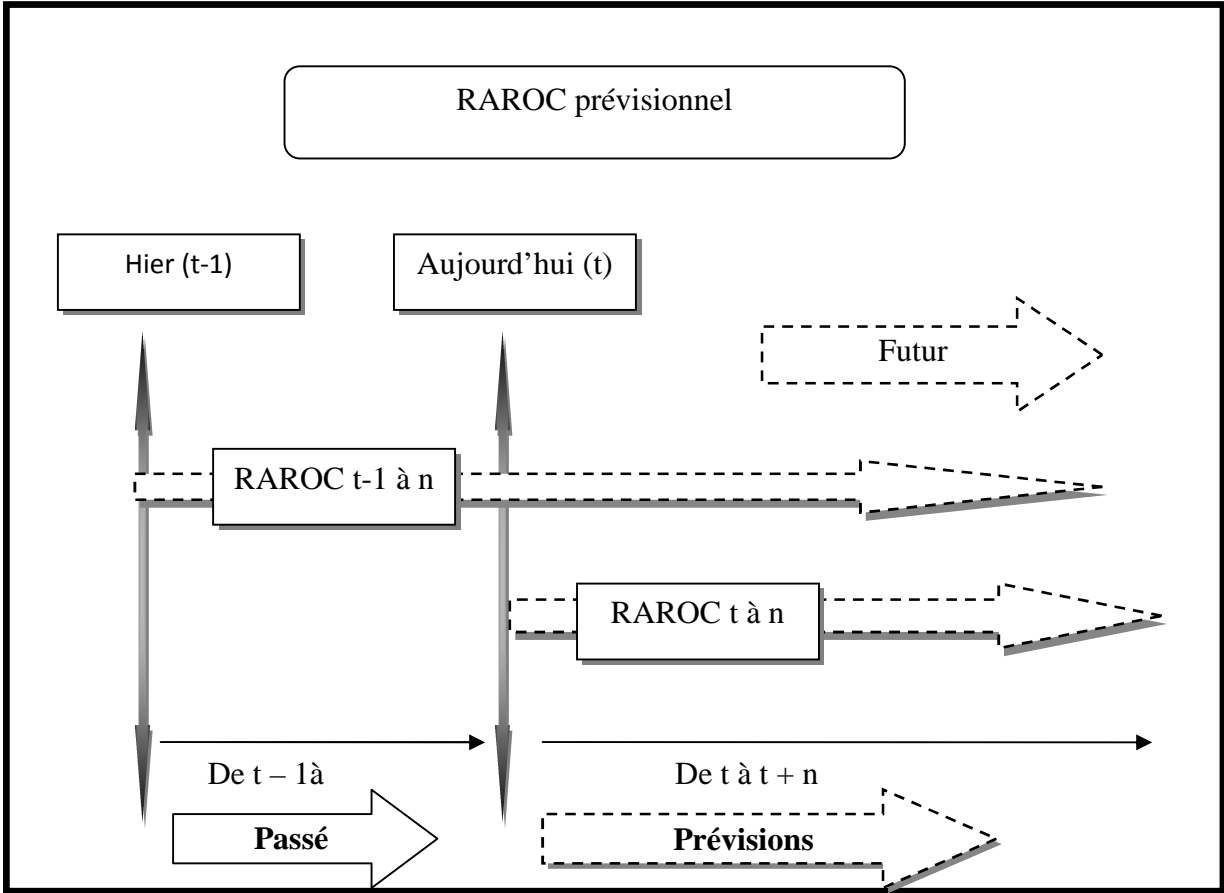 RAROC prévisionnel
Hier (t-1)
Aujourd’hui (t)
Futur
RAROC t-1 à n
RAROC t à n
De t – 1à
De t à t + n
Passé
Prévisions